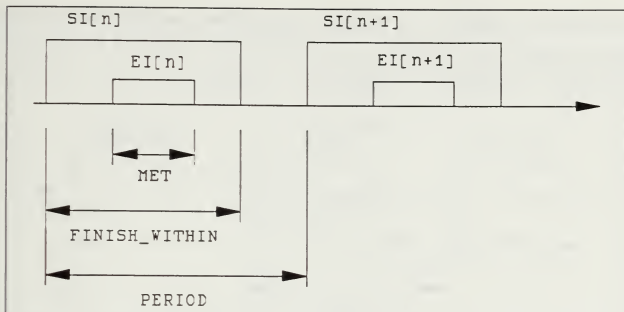 SI[n] SI[n+1]
EI[n] EI[n+1]
MET
FINISH_WITHIN
PERIOD